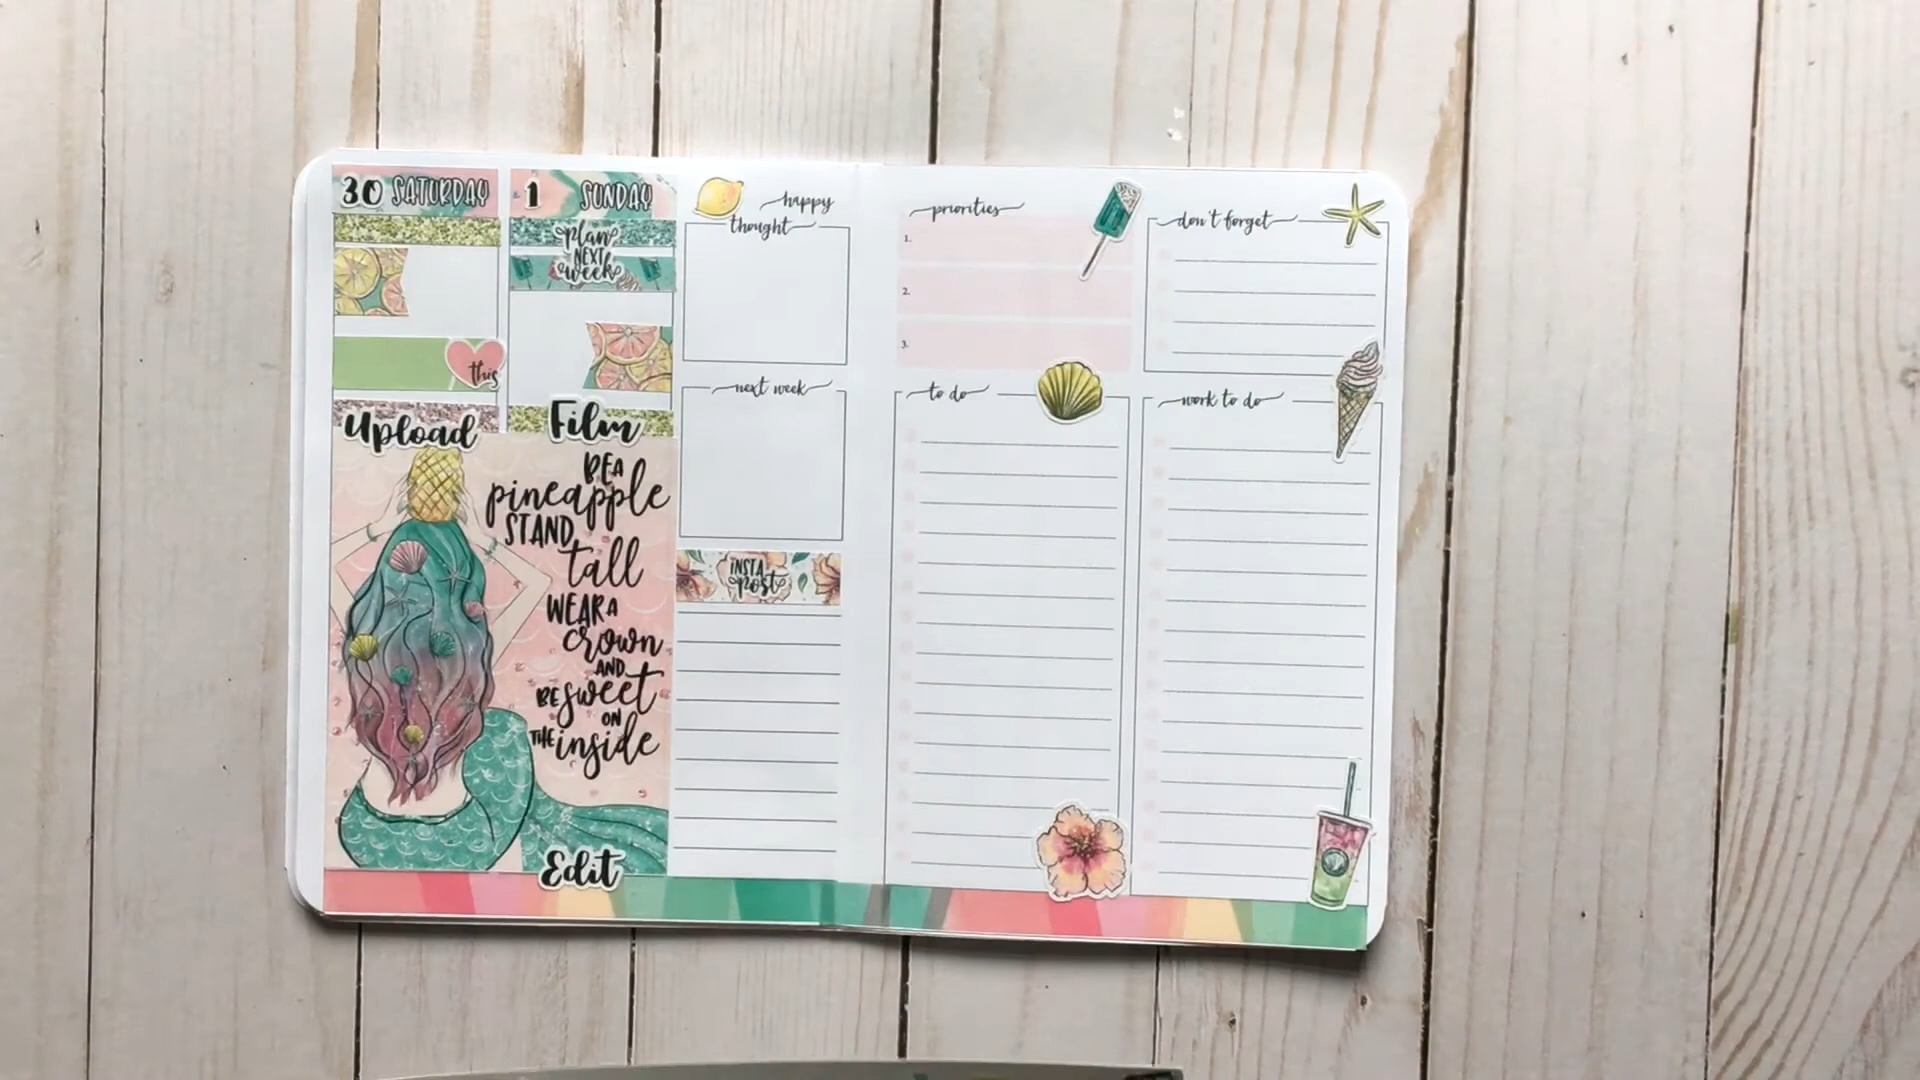 30 SATURDAY
1 SUNDAY
plan
NEXT
week
this
Upload
Film
BE A
pineapple
STAND
tall
WEAR A
crown
AND
BE sweet
ON
THE inside
Edit
happy
thought
next week
INSTA
post
priorities
1.
2.
3.
don't forget
to do
work to do